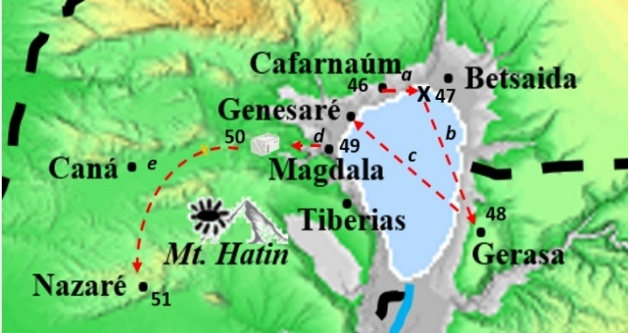 Cafarnaúm
46
a
X 47
Betsaida
Genesaré
b
50
d
49
Magdala
c
Caná
e
Tiberias
48
Gerasa
Mt. Hatin
Nazaré
51